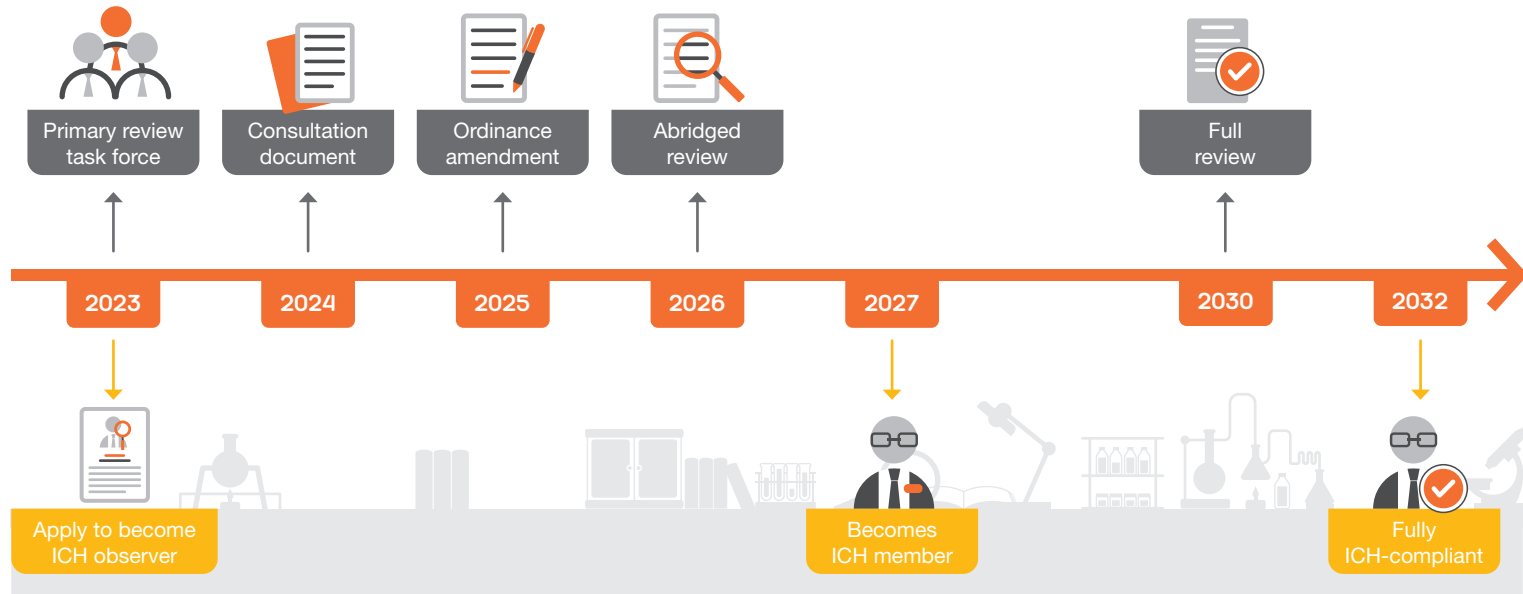 Primary review
task force
Consultation
document
Ordinance
amendment
Abridged
review
Full
review
2023
2024
2025
2026
2027
2030
2032
Apply to become
ICH observer
Becomes
ICH member
Fully
ICH-compliant